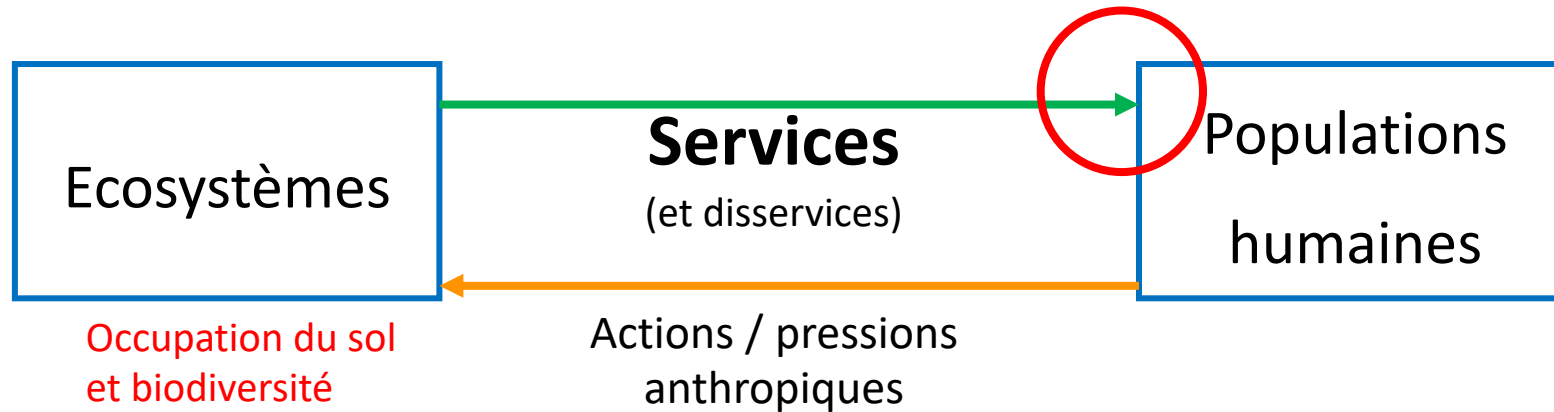 Ecosystèmes
Services
(et disservices)
Populations
humaines
Occupation du sol
et biodiversité
Actions / pressions
anthropiques